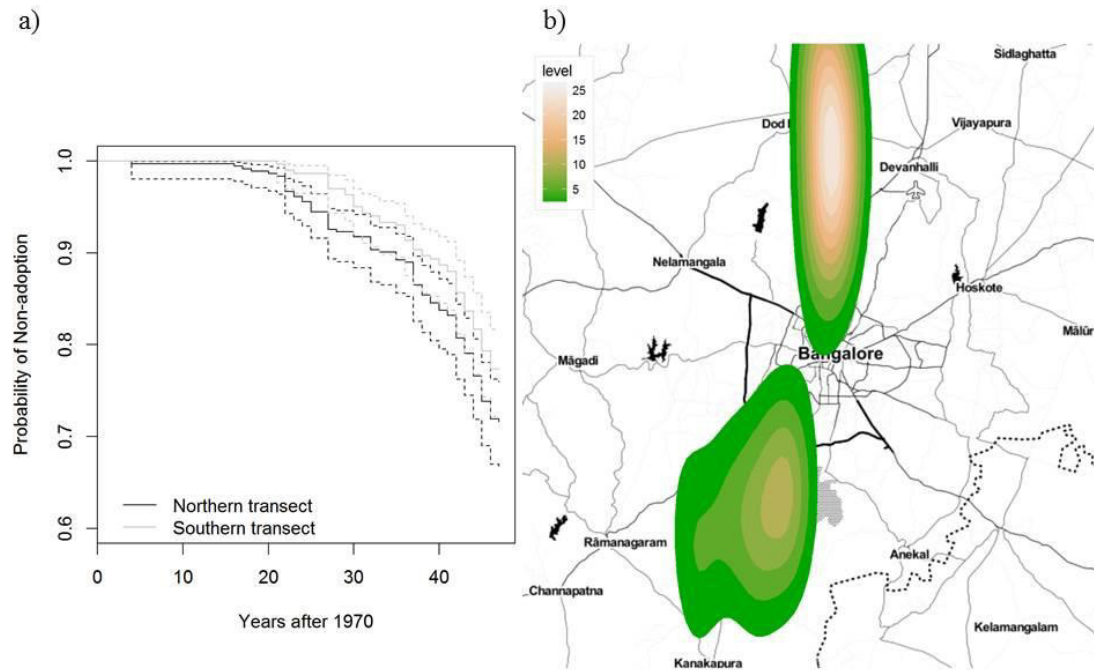 a)
1.0
0.9
0.8
0.7
0.6
Probability of Non-adoption
Northern transect
Southern transect
0
10
20
30
40
Years after 1970
b)
level
25
20
15
10
5
Sidlaghatta
Dod
Vijayapura
Devanhalli
Nelamangala
Hoskote
Mālūr
Māgadi
Bangalore
Rāmanagaram
Anekal
Channapatna
Kelamangalam
Kanakapura